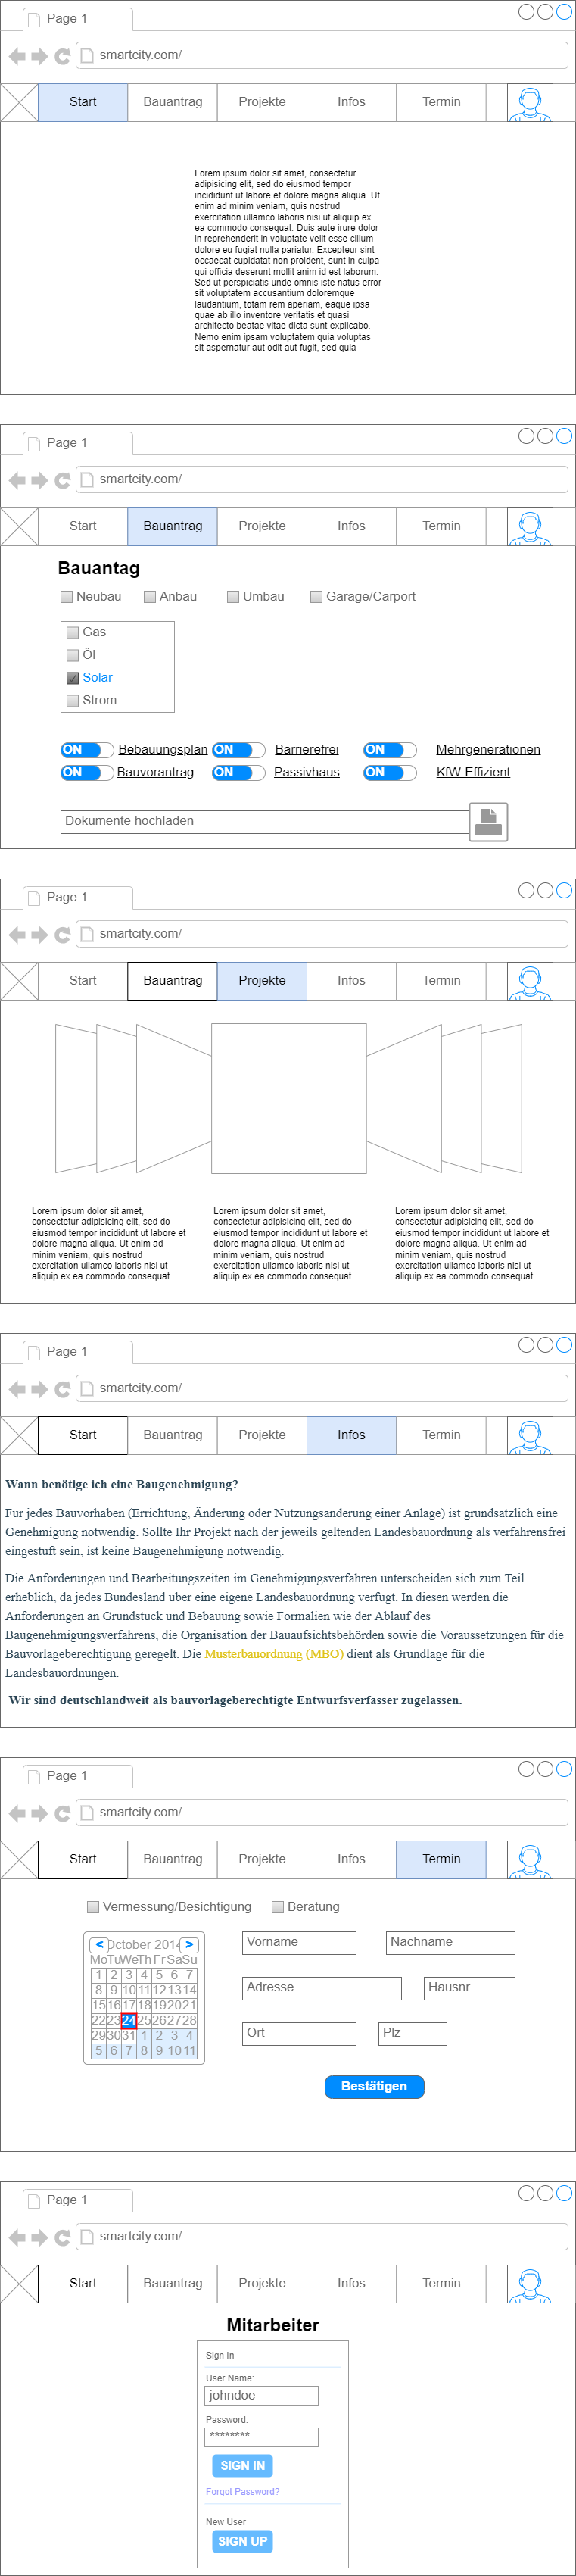 Page 1
smartcity.com/
Start Bauantrag Projekte Infos Termin
Lorem ipsum dolor sit amet, consectetur
adipisicing elit, sed do eiusmod tempor
incididunt ut labore et dolore magna aliqua. Ut
enim ad minim veniam, quis nostrud
exercitation ullamco laboris nisi ut aliquip ex
ea commodo consequat. Duis aute irure dolor
in reprehenderit in voluptate velit esse cillum
dolore eu fugiat nulla pariatur. Excepteur sint
occaecat cupidatat non proident, sunt in culpa
qui officia deserunt mollit anim id est laborum.
Sed ut perspiciatis unde omnis iste natus error
sit voluptatem accusantium doloremque
laudantium, totam rem aperiam, eaque ipsa
quae ab illo inventore veritatis et quasi
architecto beatae vitae dicta sunt explicabo.
Nemo enim ipsam voluptatem quia voluptas
sit aspernatur aut odit aut fugit, sed quia
Page 1
smartcity.com/
Start Bauantrag Projekte Infos Termin
Bauantag
Neubau Anbau Umbau Garage/Carport
Gas
Öl
Solar
Strom
ON Bebauungsplan ON Barrierefrei ON Mehrgenerationen
ON Bauvorantrag ON Passivhaus ON KfW-Effizient
Dokumente hochladen
Page 1
smartcity.com/
Start Bauantrag Projekte Infos Termin
Lorem ipsum dolor sit amet,
consectetur adipisicing elit, sed do
eiusmod tempor incididunt ut labore et
dolore magna aliqua. Ut enim ad
minim veniam, quis nostrud
exercitation ullamco laboris nisi ut
aliquip ex ea commodo consequat.
Lorem ipsum dolor sit amet,
consectetur adipisicing elit, sed do
eiusmod tempor incididunt ut labore et
dolore magna aliqua. Ut enim ad
minim veniam, quis nostrud
exercitation ullamco laboris nisi ut
aliquip ex ea commodo consequat.
Lorem ipsum dolor sit amet,
consectetur adipisicing elit, sed do
eiusmod tempor incididunt ut labore et
dolore magna aliqua. Ut enim ad
minim veniam, quis nostrud
exercitation ullamco laboris nisi ut
aliquip ex ea commodo consequat.
Page 1
smartcity.com/
Start Bauantrag Projekte Infos Termin
Wann benötige ich eine Baugenehmigung?
Für jedes Bauvorhaben (Errichtung, Änderung oder Nutzungsänderung einer Anlage) ist grundsätzlich eine
Genehmigung notwendig. Sollte Ihr Projekt nach der jeweils geltenden Landesbauordnung als verfahrensfrei
eingestuft sein, ist keine Baugenehmigung notwendig.
Die Anforderungen und Bearbeitungszeiten im Genehmigungsverfahren unterscheiden sich zum Teil
erheblich, da jedes Bundesland über eine eigene Landesbauordnung verfügt. In diesen werden die
Anforderungen an Grundstück und Bebauung sowie Formalien wie der Ablauf des
Baugenehmigungsverfahrens, die Organisation der Bauaufsichtsbehörden sowie die Voraussetzungen für die
Bauvorlageberechtigung geregelt. Die Musterbauordnung (MBO) dient als Grundlage für die
Landesbauordnungen.
Wir sind deutschlandweit als bauvorlageberechtigte Entwurfsverfasser zugelassen.
Page 1
smartcity.com/
Start Bauantrag Projekte Infos Termin
Vermessung/Besichtigung Beratung
< October 2014 >
Mo Tu We Th Fr Sa Su
1 2 3 4 5 6 7
8 9 10 11 12 13 14
15 16 17 18 19 20 21
22 23 24 25 26 27 28
29 30 31 1 2 3 4
5 6 7 8 9 10 11
Vorname Nachname
Adresse Hausnr
Ort Plz
Bestätigen
Page 1
smartcity.com/
Start Bauantrag Projekte Infos Termin
Mitarbeiter
Sign In
User Name:
johndoe
Password:
********
SIGN IN
Forgot Password?
New User
SIGN UP